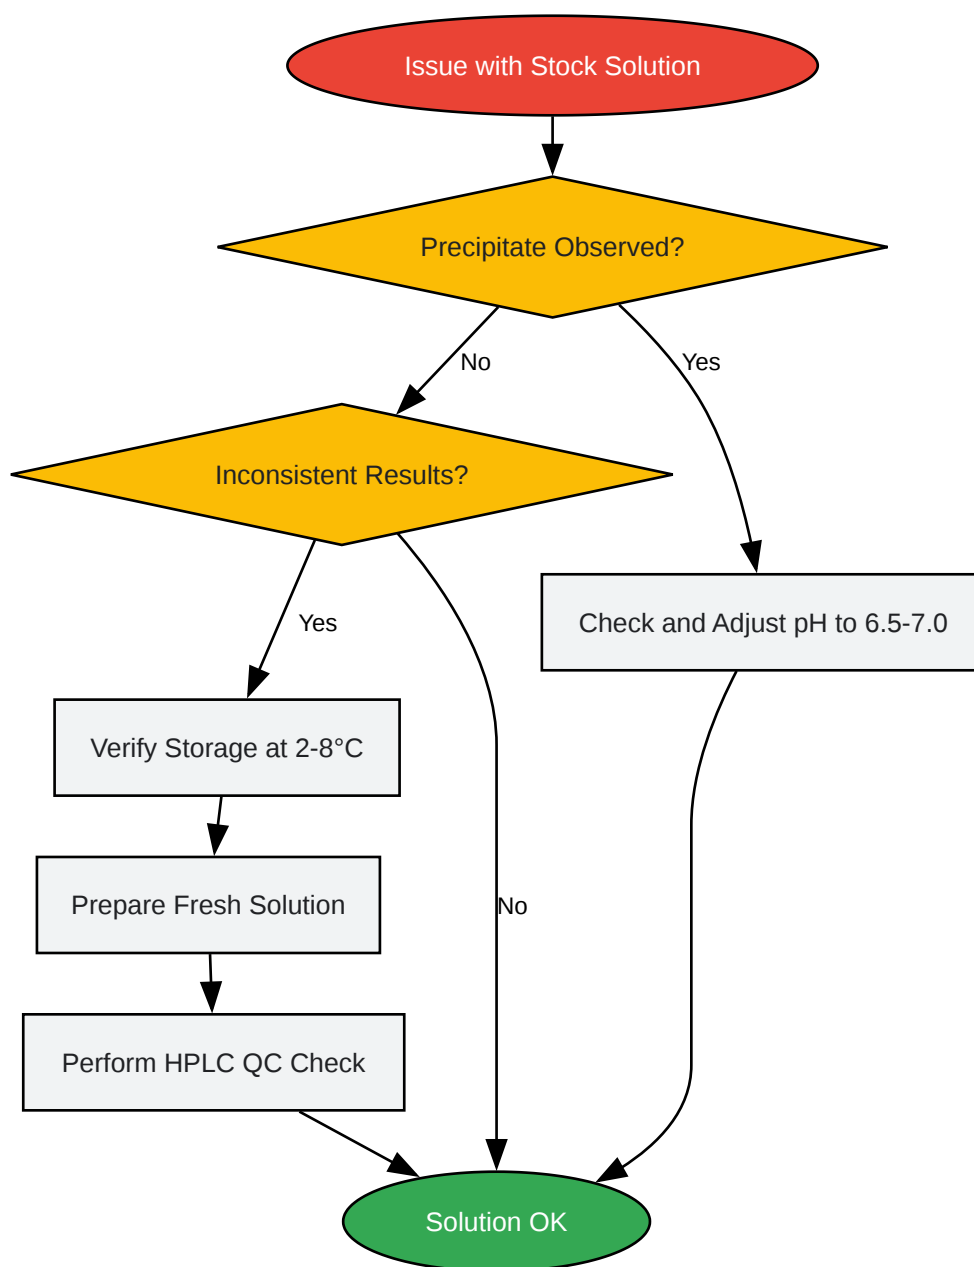 Issue with Stock Solution
Precipitate Observed?
No
Yes
Inconsistent Results?
Yes
Check and Adjust pH to 6.5-7.0
Verify Storage at 2-8°C
Prepare Fresh Solution
No
Perform HPLC QC Check
Solution OK